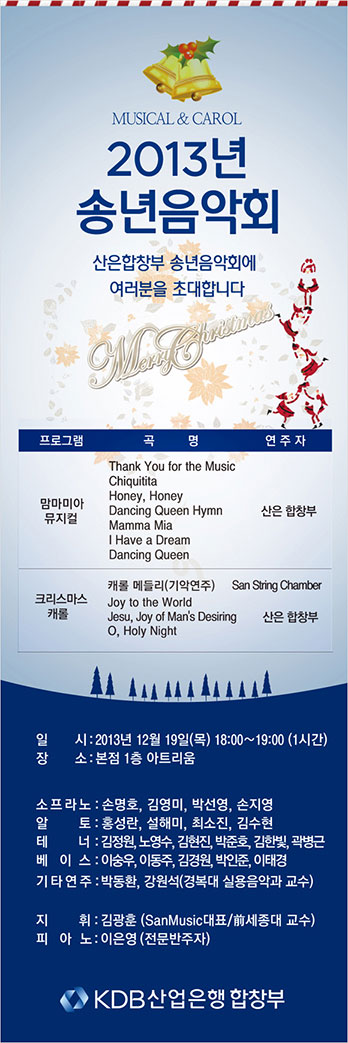 MUSICAL & CAROL
2013년
송년음악회
산은합창부 송년음악회에
여러분을 초대합니다
Merry Christmas
프로그램 곡 명 연 주 자
맘마미아
뮤지컬
Thank You for the Music
Chiquitita
Honey, Honey
Dancing Queen Hymn
Mamma Mia
I Have a Dream
Dancing Queen
산은 합창부
크리스마스
캐롤
캐롤 메들리(기악연주) San String Chamber
Joy to the World
Jesu, Joy of Man's Desiring
O, Holy Night
산은 합창부
일 시 : 2013년 12월 19일(목) 18:00~19:00 (1시간)
장 소 : 본점 1층 아트리움
소프라노 : 손명호, 김영미, 박선영, 손지영
알 토 : 홍성란, 설해미, 최소진, 김수현
테 너 : 김정원, 노영수, 김현진, 박준호, 김한빛, 곽병근
베 이 스 : 이숭우, 이동주, 김경원, 박인준, 이태경
기타연주 : 박동환, 강원석(경복대 실용음악과 교수)
지 휘 : 김광훈 (SanMusic대표/前세종대 교수)
피 아 노 : 이은영 (전문반주자)
KDB산업은행 합창부